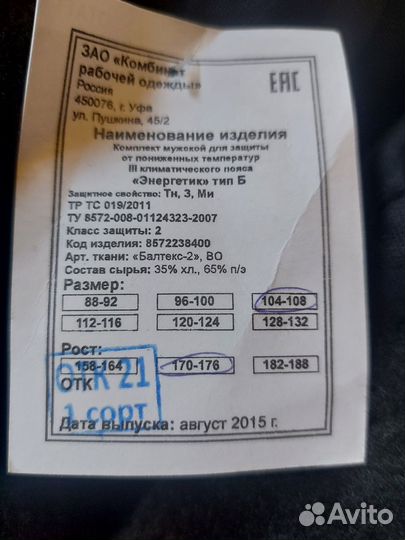 ЗАО «Комбинат
рабочей одежды»
Россия
450076, г. Уфа
ул. Пушкина, 45/2
ЕАС
Наименование изделия
Комплект мужской для защиты
от пониженных температур
III климатического пояса
«Энергетик» тип Б
Защитное свойство: Тн, З, Ми
ТР ТС 019/2011
ТУ 8572-008-01124323-2007
Класс защиты: 2
Код изделия: 8572238400
Арт. ткани: «Балтекс-2», ВО
Состав сырья: 35% хл., 65% п/э
Размер:
88-92 96-100 104-108
112-116 120-124 128-132
Рост:
158-164 170-176 182-188
ОТК 21
ОТК
1 сорт
Дата выпуска: август 2015 г.
Avito